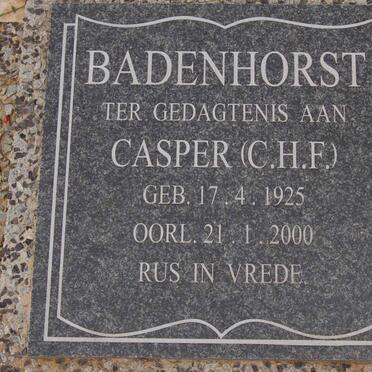 BADENHORST
TER GEDAGTENIS AAN
CASPER (C.H.F.)
GEB. 17.4.1925
OORL. 21.1.2000
RUS IN VREDE.